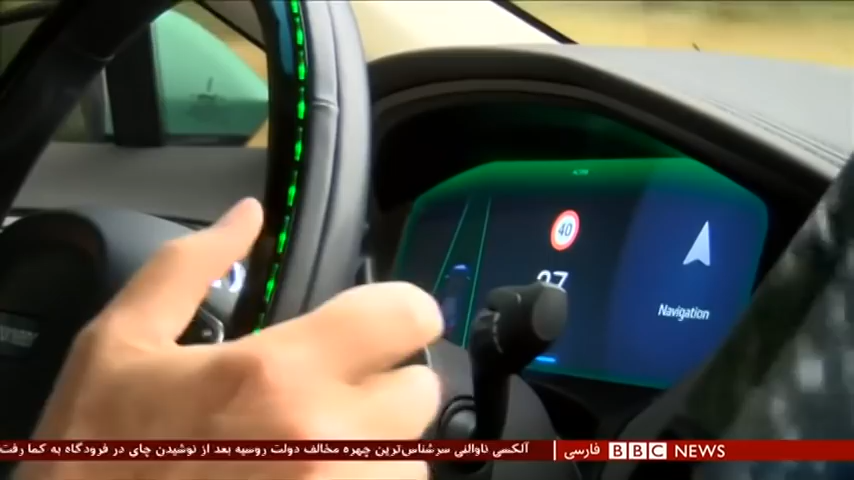 40
Navigation
آلکسی ناوالنی سرشناس‌ترین چهره مخالف دولت روسیه بعد از نوشیدن چای در فرودگاه به کما رفت
فارسی BBC NEWS